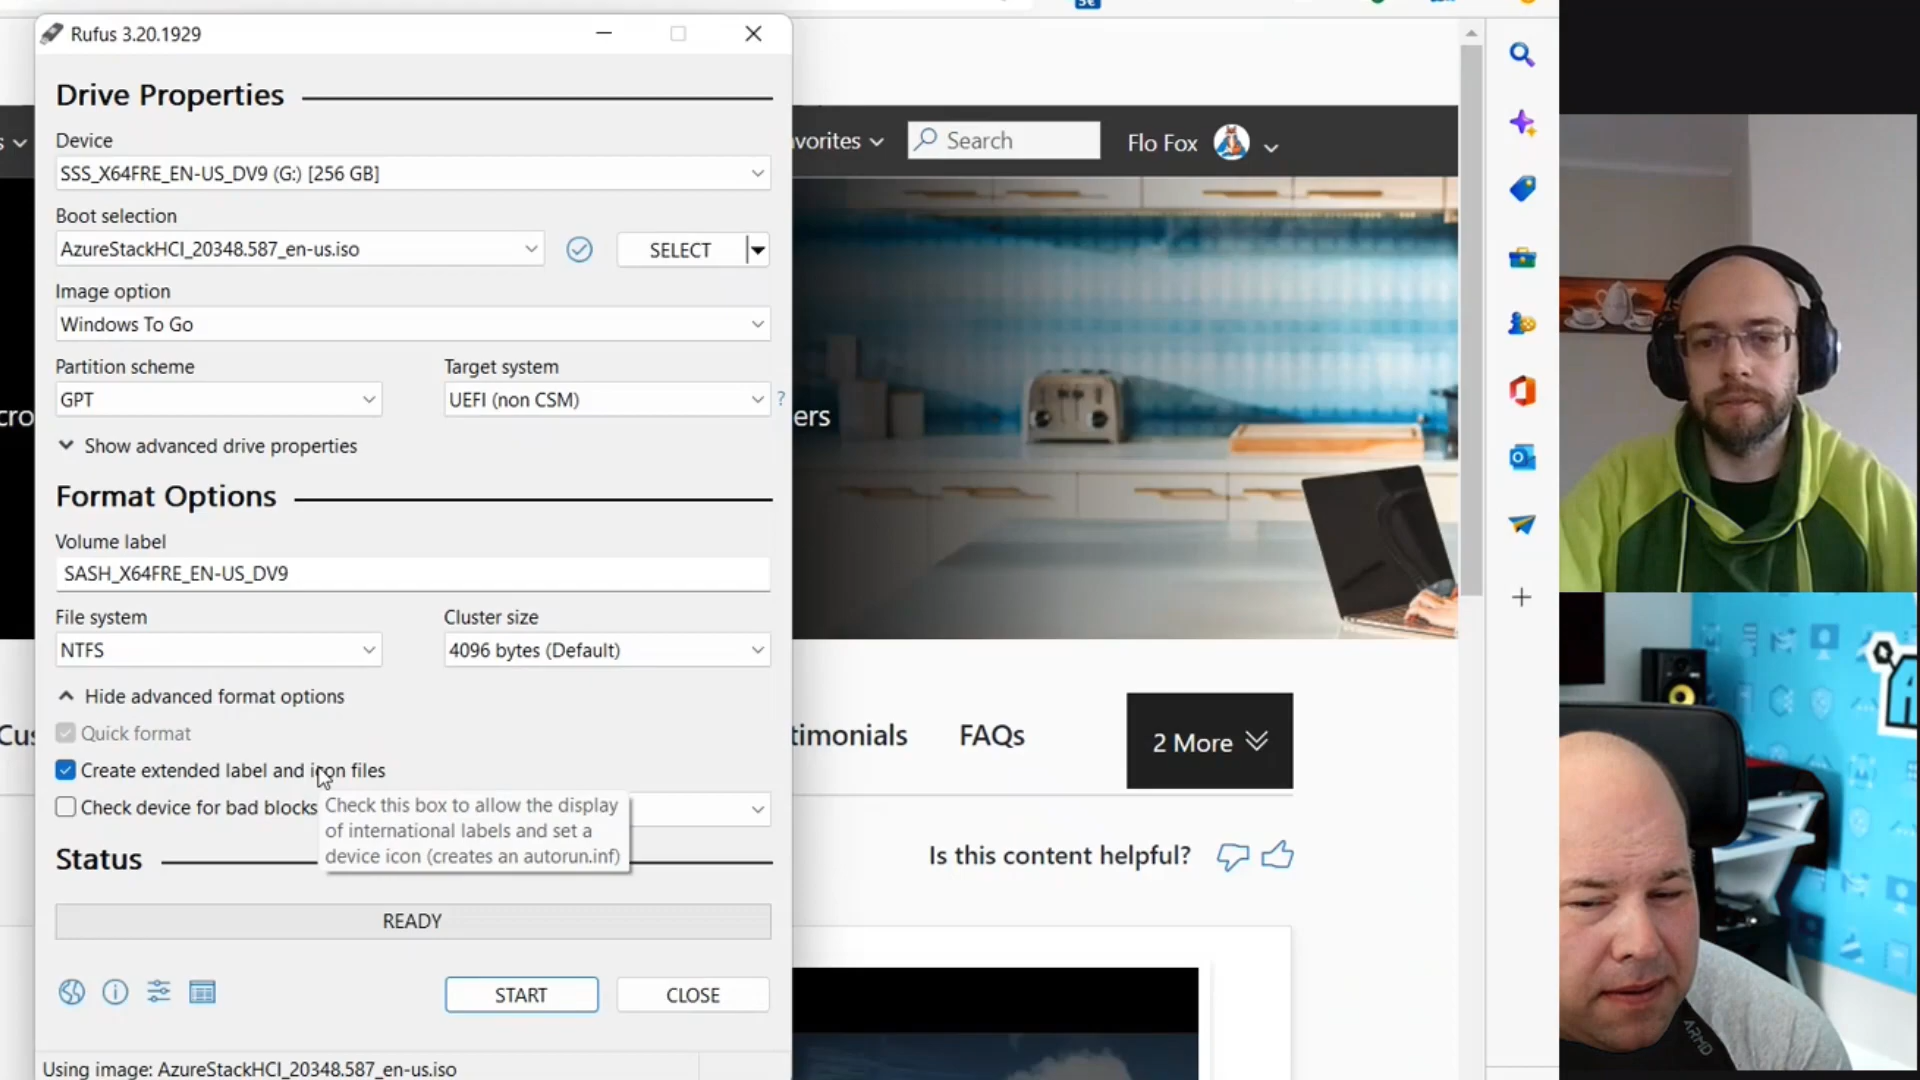 Rufus 3.20.1929
Drive Properties
Device
SSS_X64FRE_EN-US_DV9 (G:) [256 GB]
Boot selection
AzureStackHCI_20348.587_en-us.iso
SELECT
Image option
Windows To Go
Partition scheme
Target system
GPT
UEFI (non CSM)
?
Show advanced drive properties
Format Options
Volume label
SASH_X64FRE_EN-US_DV9
File system
Cluster size
NTFS
4096 bytes (Default)
Hide advanced format options
Quick format
Create extended label and icon files
Check device for bad blocks
Check this box to allow the display
of international labels and set a
device icon (creates an autorun.inf)
Status
READY
START
CLOSE
Using image: AzureStackHCI_20348.587_en-us.iso
Search
Flo Fox
FAQs
2 More
Is this content helpful?
ARMD